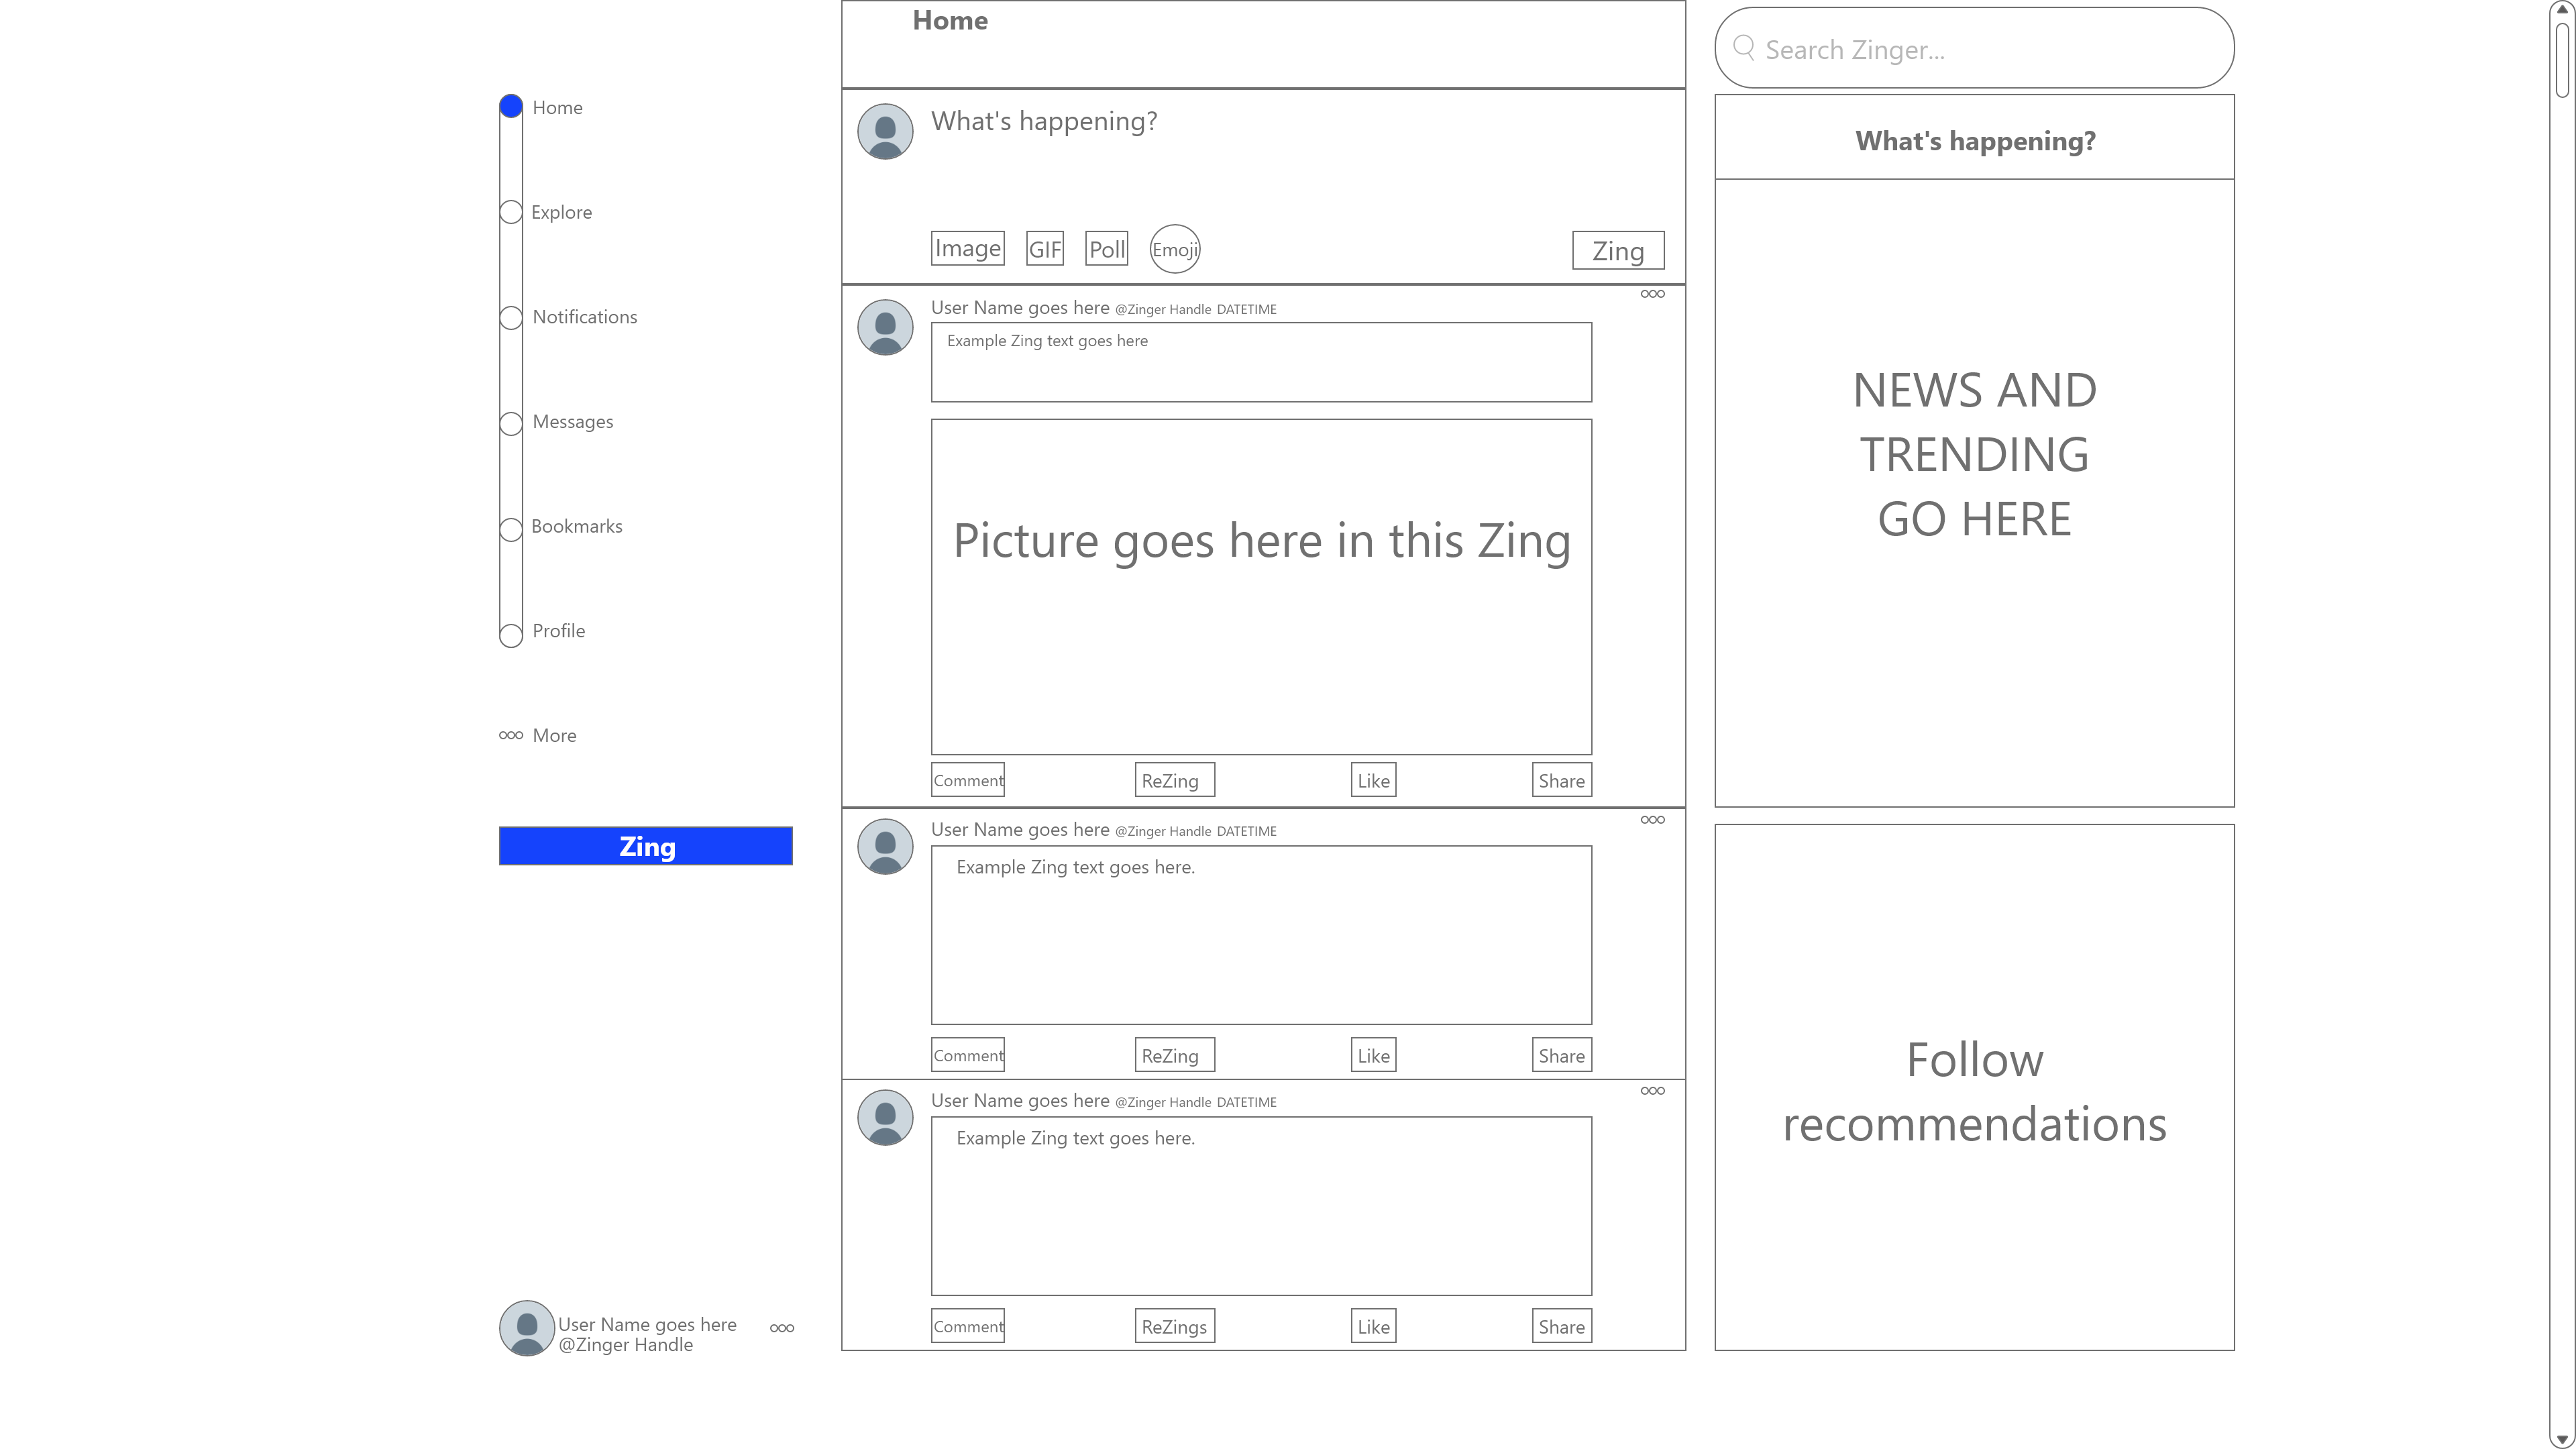 Home
Explore
Notifications
Messages
Bookmarks
Profile
More
Zing
User Name goes here
@Zinger Handle
Home
What's happening?
Image GIF Poll Emoji Zing
User Name goes here @Zinger Handle DATETIME
Example Zing text goes here
Picture goes here in this Zing
Comment ReZing Like Share
User Name goes here @Zinger Handle DATETIME
Example Zing text goes here.
Comment ReZing Like Share
User Name goes here @Zinger Handle DATETIME
Example Zing text goes here.
Comment ReZings Like Share
Search Zinger...
What's happening?
NEWS AND
TRENDING
GO HERE
Follow
recommendations